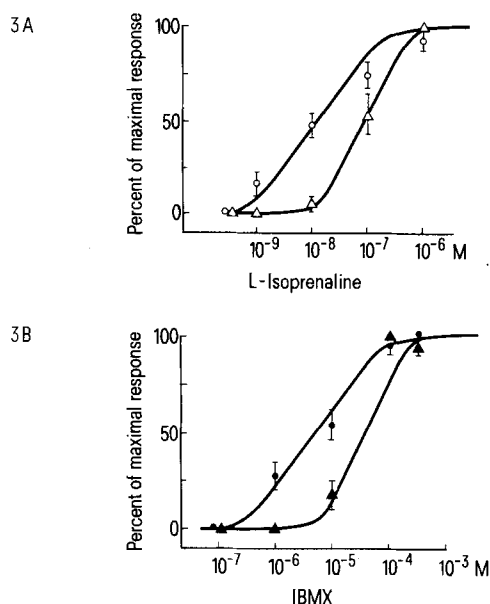 3A
Percent of maximal response
100
50
0
10⁻⁹ 10⁻⁸ 10⁻⁷ 10⁻⁶ M
L-Isoprenaline
3B
Percent of maximal response
100
50
0
10⁻⁷ 10⁻⁶ 10⁻⁵ 10⁻⁴ 10⁻³ M
IBMX